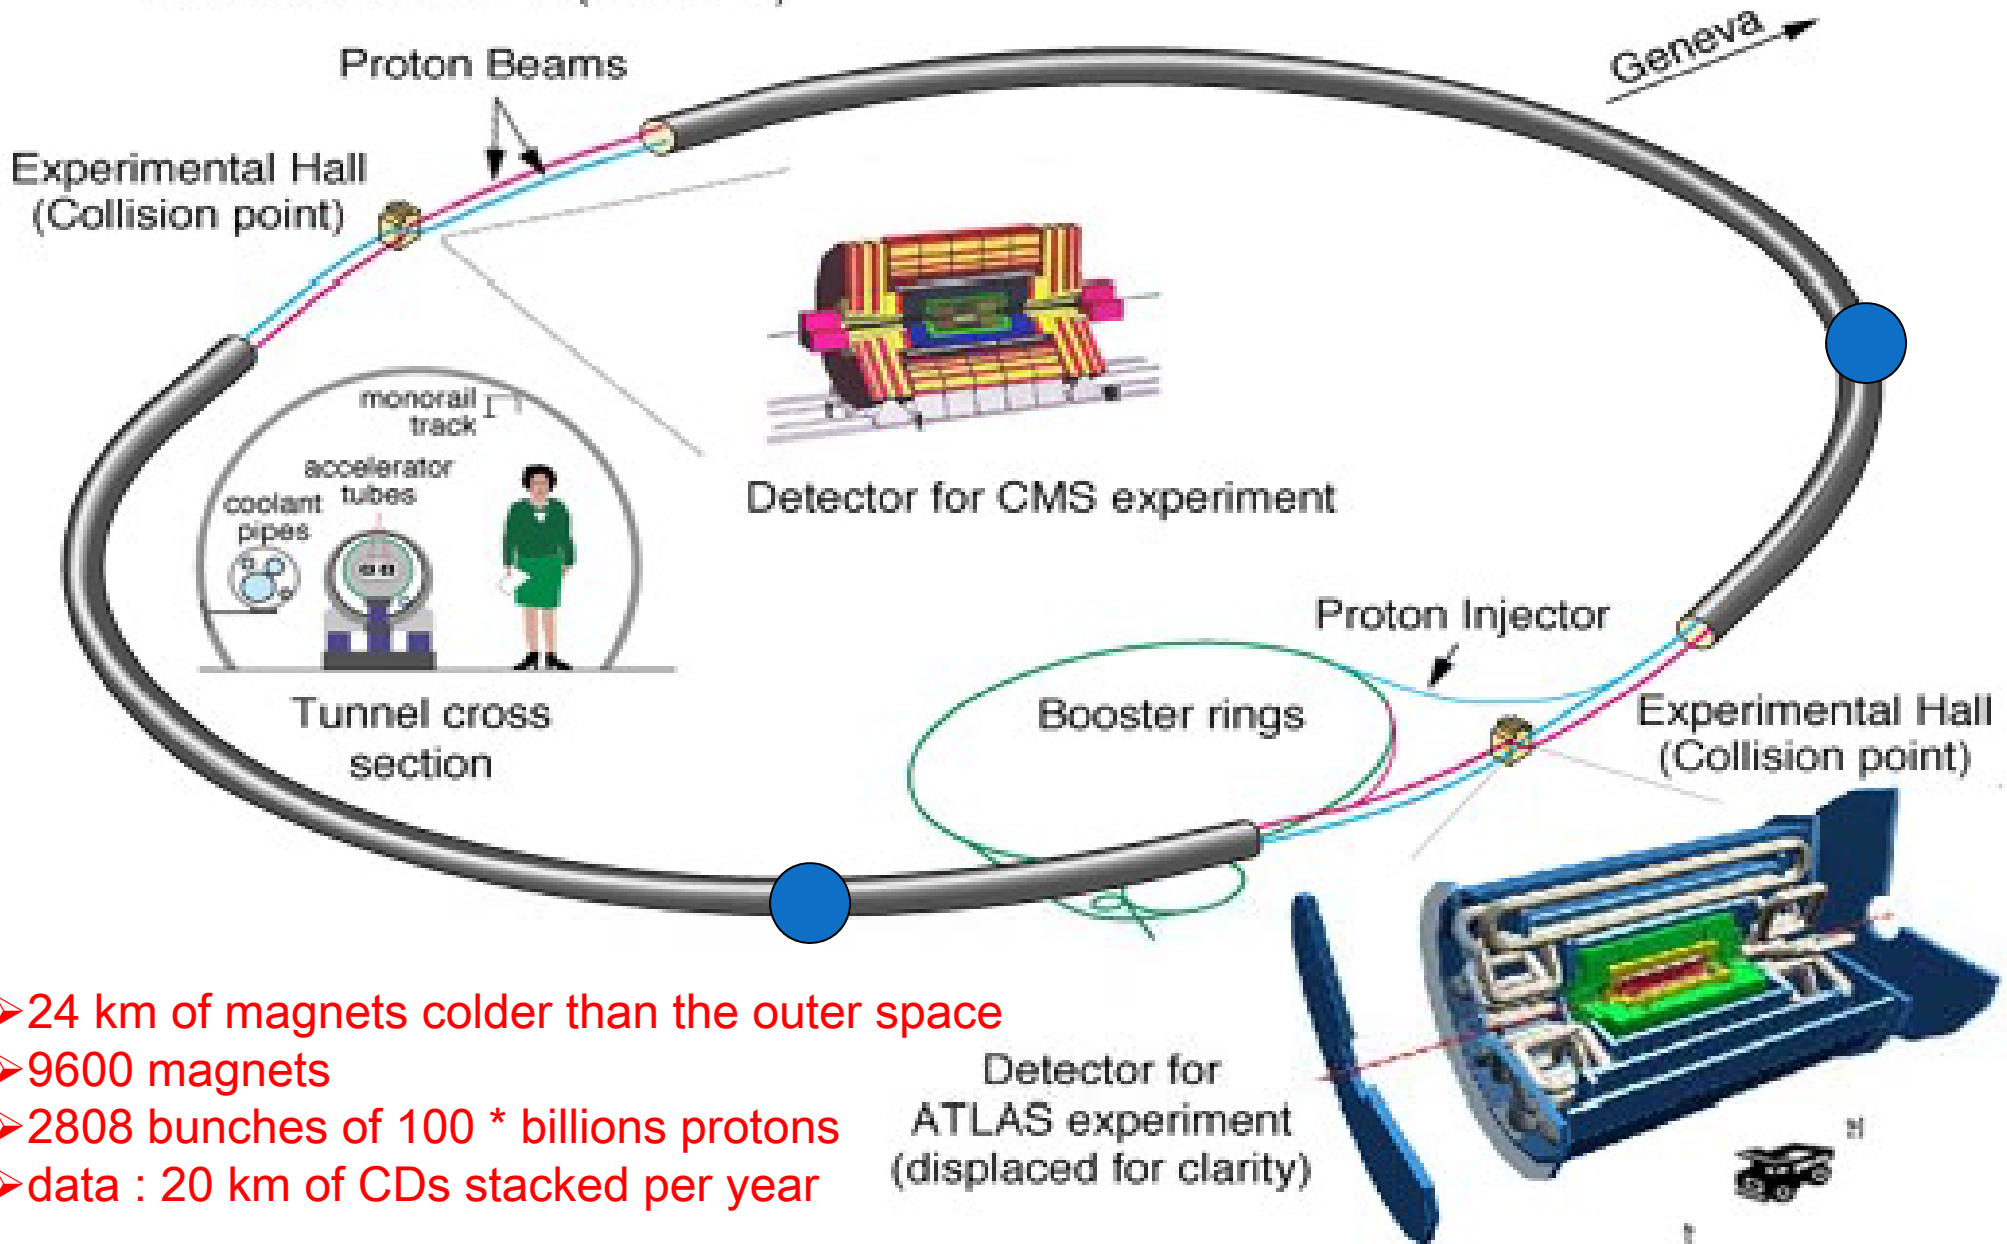 Proton Beams
Geneva
Experimental Hall
(Collision point)
monorail
track
accelerator
tubes
coolant
pipes
Detector for CMS experiment
Proton Injector
Tunnel cross
section
Booster rings
Experimental Hall
(Collision point)
➢24 km of magnets colder than the outer space
➢9600 magnets
➢2808 bunches of 100 * billions protons
➢data : 20 km of CDs stacked per year
Detector for
ATLAS experiment
(displaced for clarity)